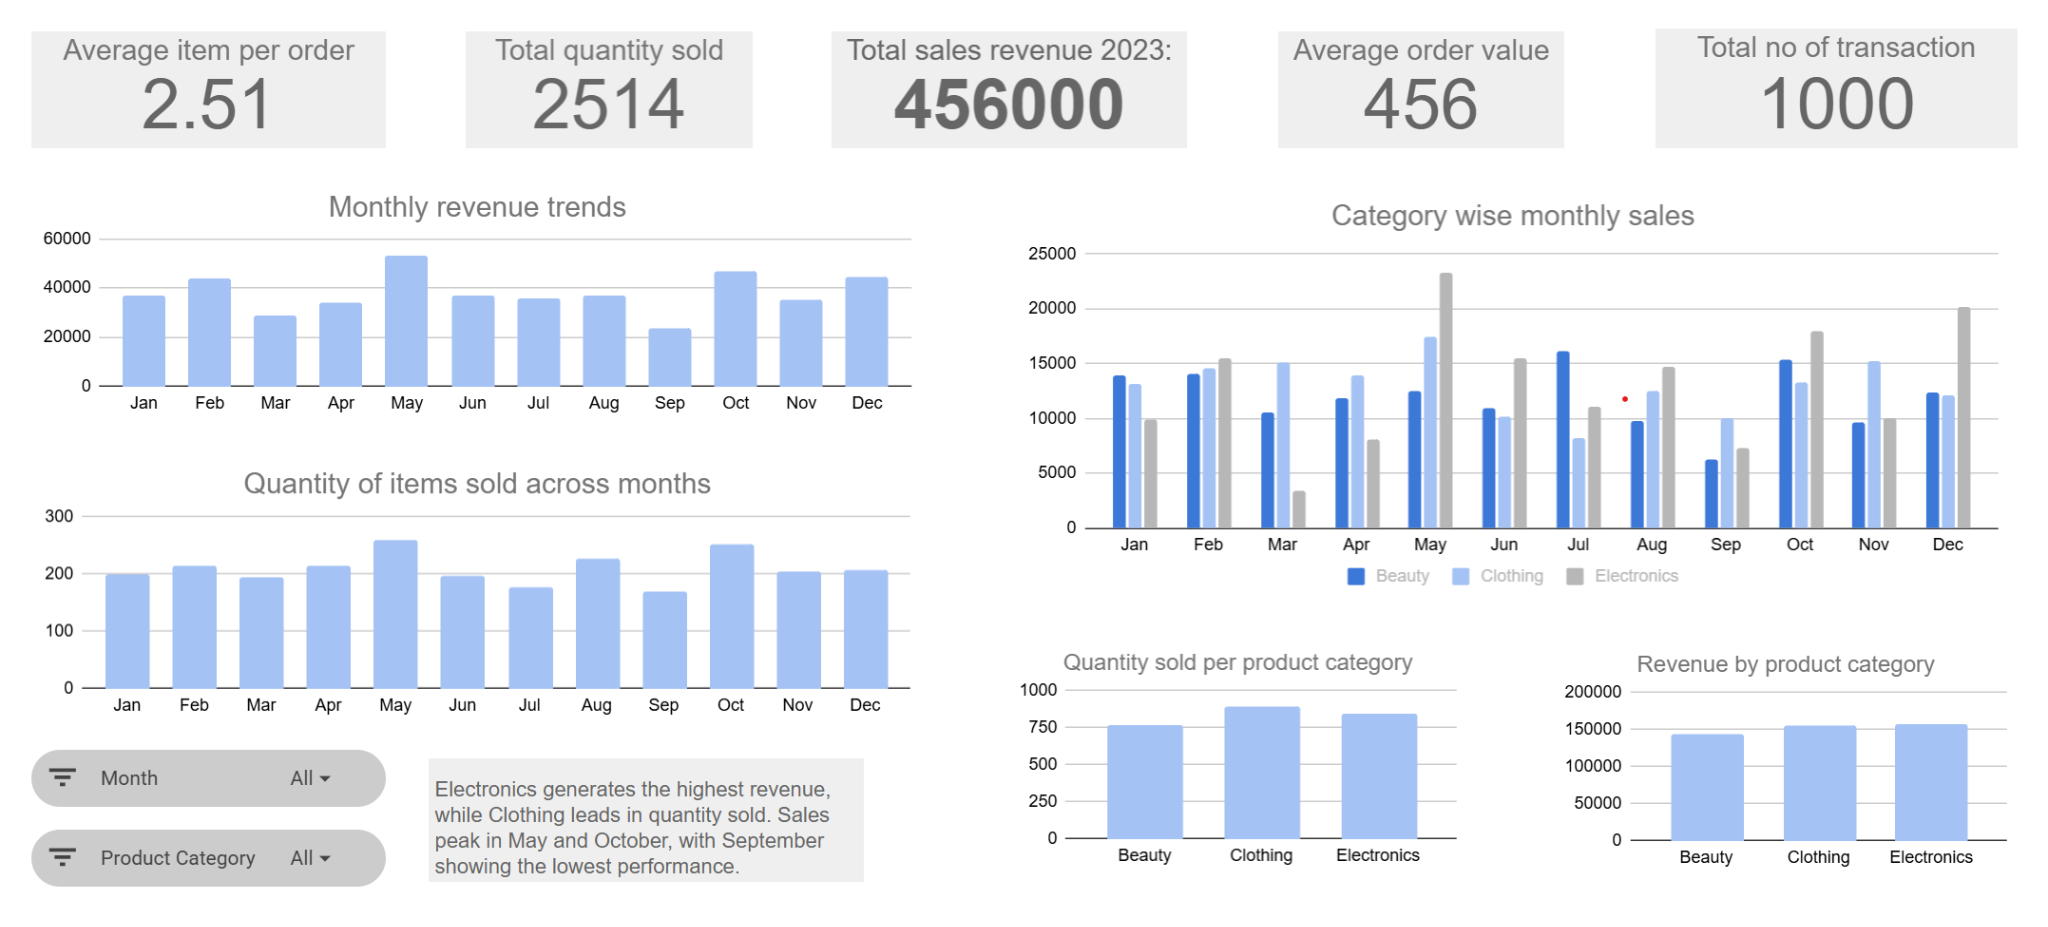 Average item per order
2.51
Total quantity sold
2514
Total sales revenue 2023:
456000
Average order value
456
Total no of transaction
1000
Monthly revenue trends
60000
40000
20000
0
Jan Feb Mar Apr May Jun Jul Aug Sep Oct Nov Dec
Category wise monthly sales
25000
20000
15000
10000
5000
0
Jan Feb Mar Apr May Jun Jul Aug Sep Oct Nov Dec
Beauty Clothing Electronics
Quantity of items sold across months
300
200
100
0
Jan Feb Mar Apr May Jun Jul Aug Sep Oct Nov Dec
Quantity sold per product category
1000
750
500
250
0
Beauty Clothing Electronics
Revenue by product category
200000
150000
100000
50000
0
Beauty Clothing Electronics
Month All
Product Category All
Electronics generates the highest revenue,
while Clothing leads in quantity sold. Sales
peak in May and October, with September
showing the lowest performance.